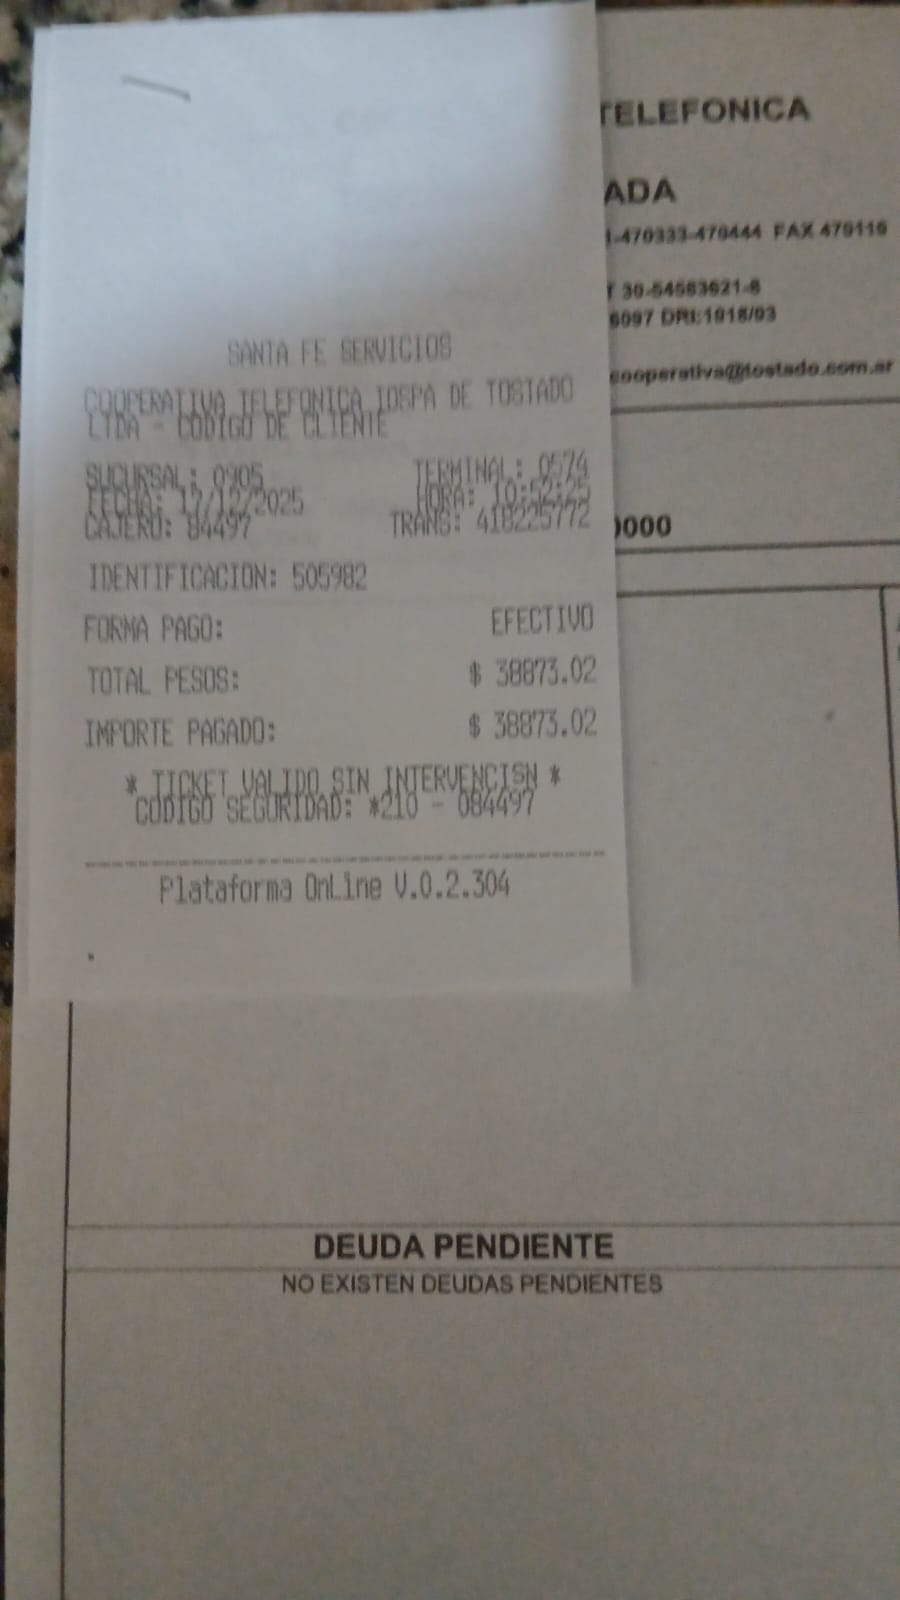 TELEFONICA
ADA
1-470333-470444 FAX 470110
30-54583621-6
6097 DRI:1918/03
cooperativa@tostado.com.ar
0000
SANTA FE SERVICIOS
COOPERATIVA TELEFONICA 10SPA DE TOSTADO
LTDA - CODIGO DE CLIENTE
SUCURSAL: 0905 TERMINAL: 0574
FECHA: 17/12/2025 HORA: 10:52:25
CAJERO: 84497 TRANS: 418225772
IDENTIFICACION: 505982
FORMA PAGO: EFECTIVO
TOTAL PESOS: $ 38873.02
IMPORTE PAGADO: $ 38873.02
* TICKET VALIDO SIN INTERVENCISN *
CODIGO SEGURIDAD: *210 - 084497
Plataforma OnLine V.0.2.304
DEUDA PENDIENTE
NO EXISTEN DEUDAS PENDIENTES